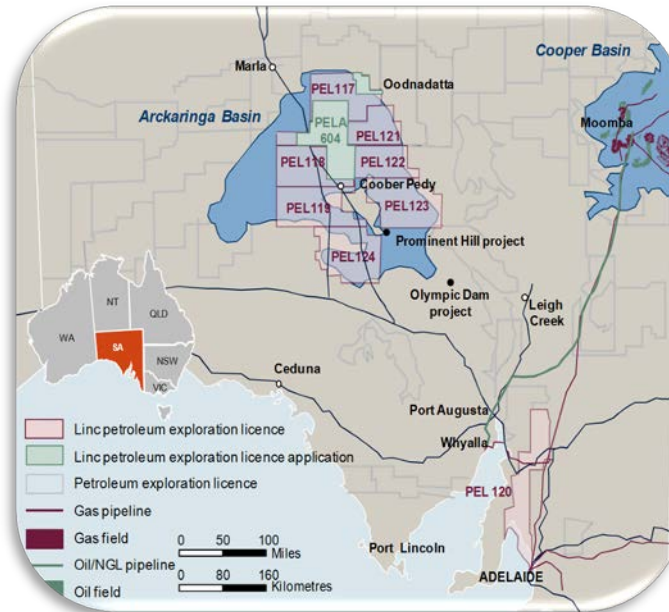 Cooper Basin
Marla
PEL117
Oodnadatta
Moomba
Arckaringa Basin
PELA
604
PEL121
PEL118
PEL122
Coober Pedy
PEL119
PEL123
Prominent Hill project
PEL124
Olympic Dam
project
Leigh
Creek
NT
QLD
WA
SA
NSW
VIC
Ceduna
Port Augusta
Whyalla
PEL 120
Port Lincoln
ADELAIDE
Linc petroleum exploration licence
Linc petroleum exploration licence application
Petroleum exploration licence
Gas pipeline
Gas field
Oil/NGL pipeline
Oil field
0 50 100
Miles
0 80 160
Kilometres